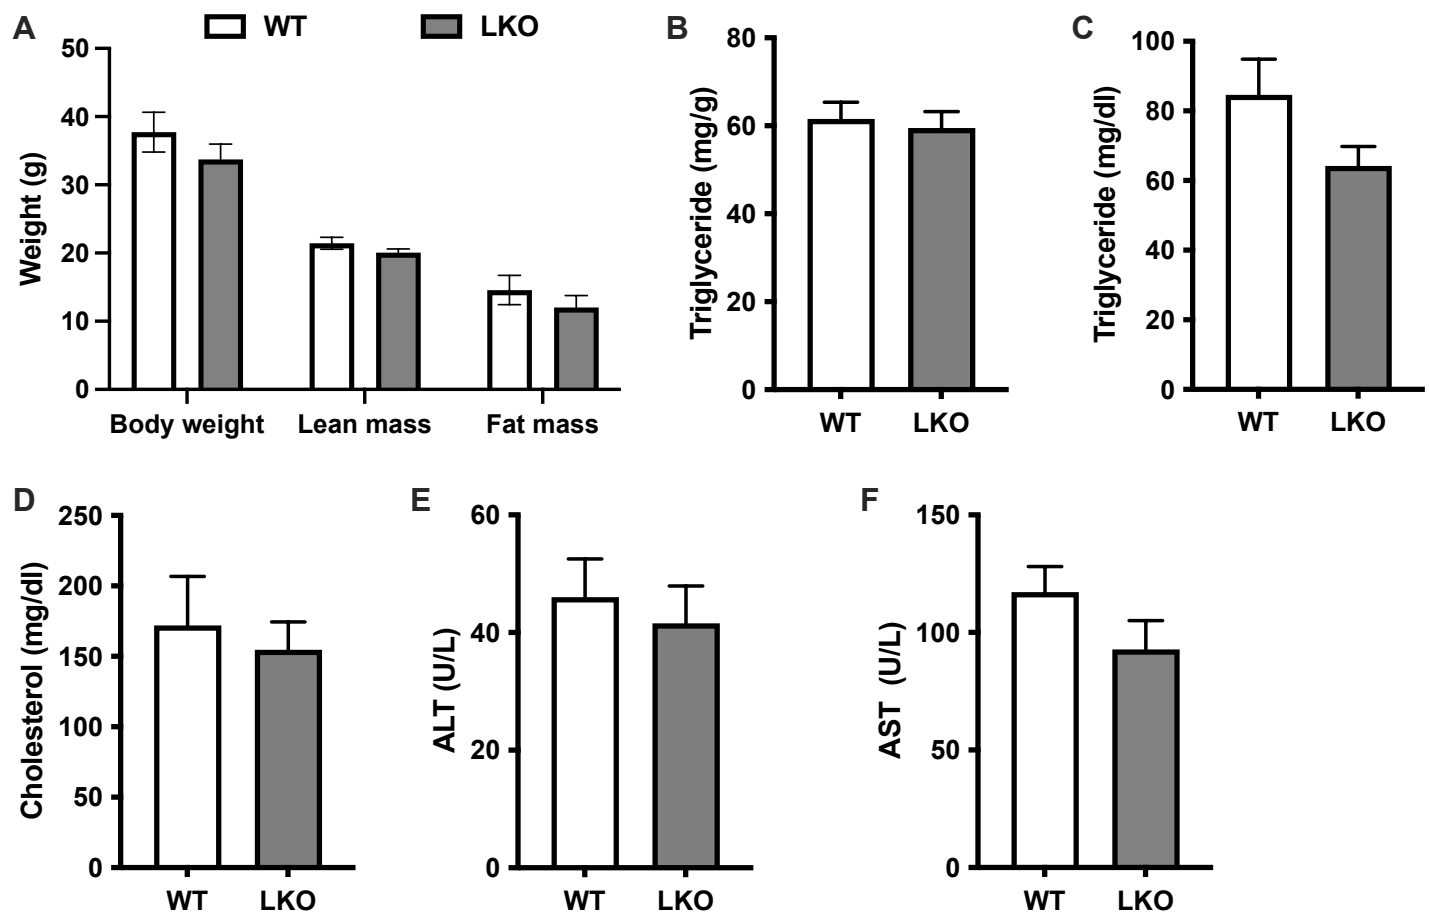 A
WT
LKO
Weight (g)
50
40
30
20
10
0
Body weight
Lean mass
Fat mass
B
Triglyceride (mg/g)
80
60
40
20
0
WT
LKO
C
Triglyceride (mg/dl)
100
80
60
40
20
0
WT
LKO
D
Cholesterol (mg/dl)
250
200
150
100
50
0
WT
LKO
E
ALT (U/L)
60
40
20
0
WT
LKO
F
AST (U/L)
150
100
50
0
WT
LKO